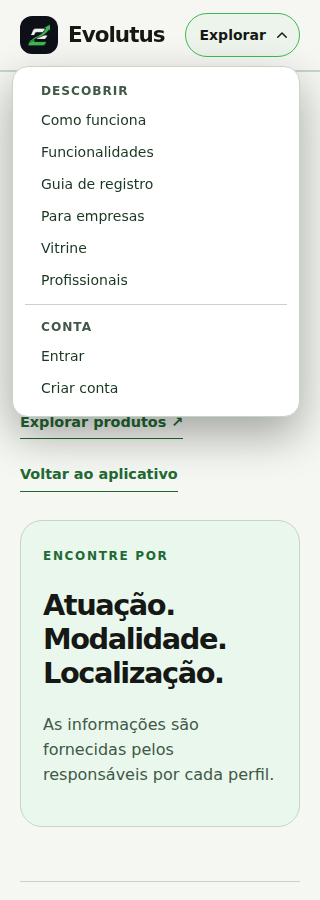 Evolutus
Explorar
DESCOBRIR
Como funciona
Funcionalidades
Guia de registro
Para empresas
Vitrine
Profissionais
CONTA
Entrar
Criar conta
Explorar produtos ↗
Voltar ao aplicativo
ENCONTRE POR
Atuação.
Modalidade.
Localização.
As informações são
fornecidas pelos
responsáveis por cada perfil.